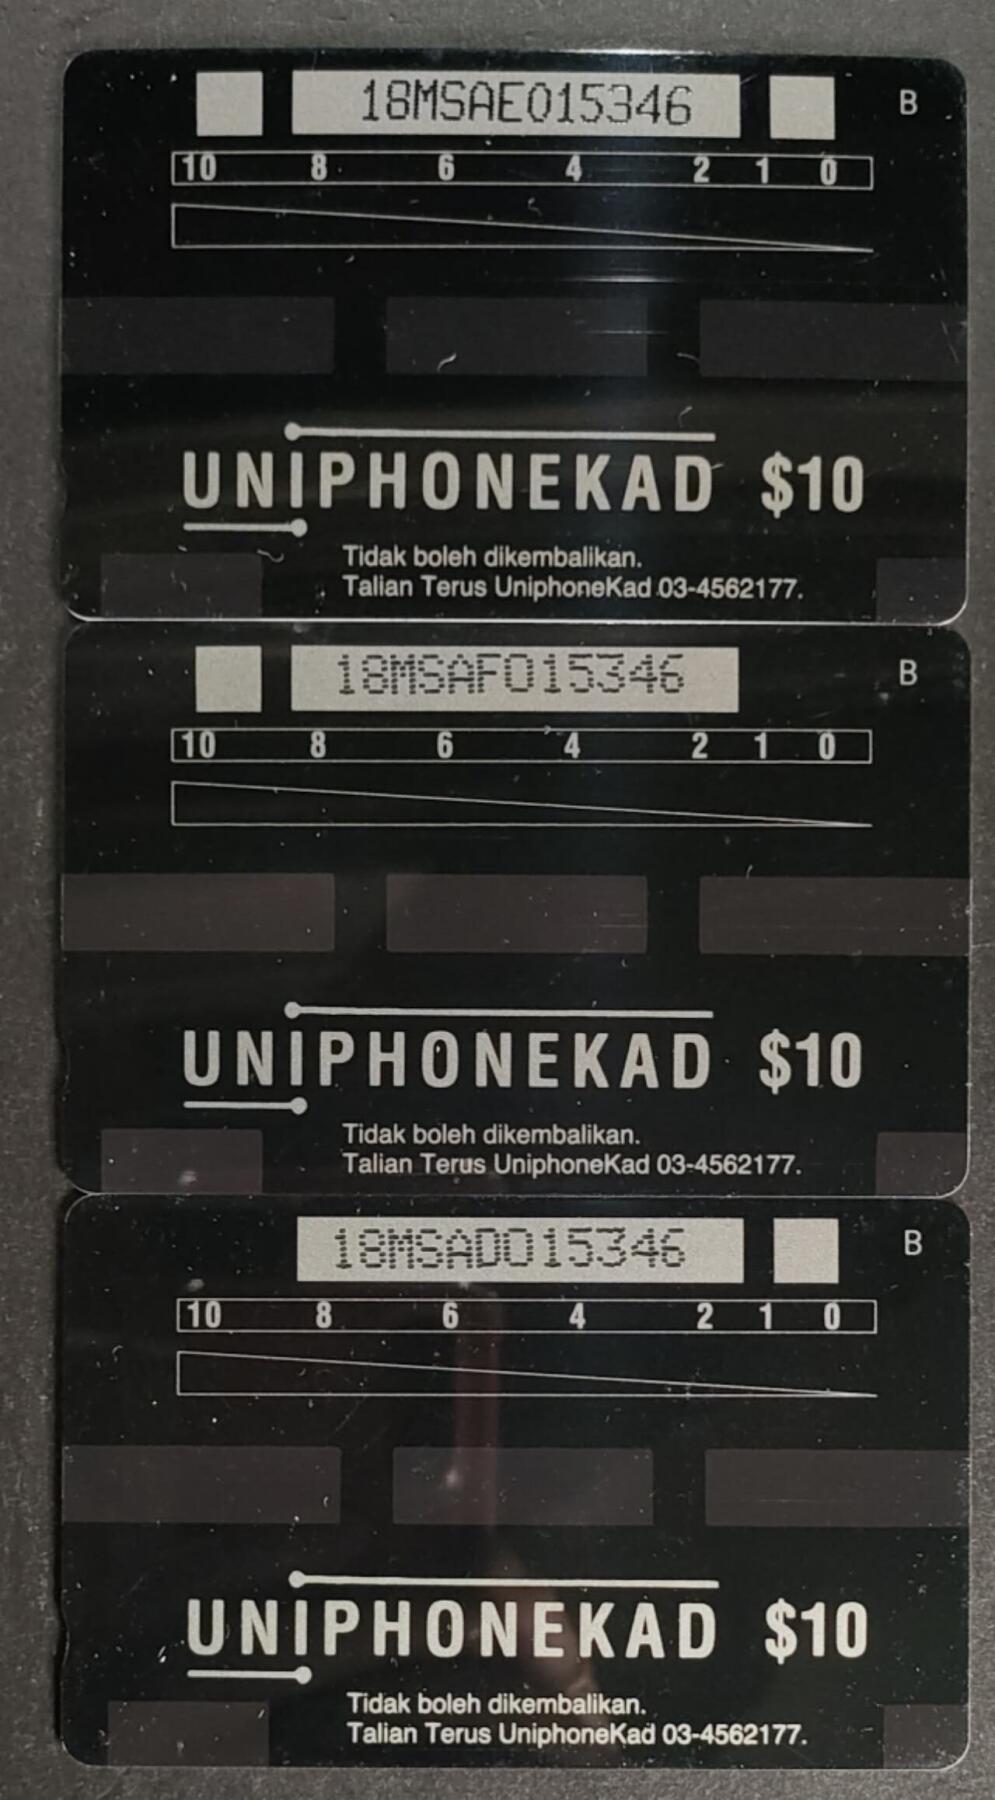 18MSAE015346
B
10 8 6 4 2 1 0
UNIPHONEKAD $10
Tidak boleh dikembalikan.
Talian Terus UniphoneKad 03-4562177.
18MSAF015346
B
10 8 6 4 2 1 0
UNIPHONEKAD $10
Tidak boleh dikembalikan.
Talian Terus UniphoneKad 03-4562177.
18MSAD015346
B
10 8 6 4 2 1 0
UNIPHONEKAD $10
Tidak boleh dikembalikan.
Talian Terus UniphoneKad 03-4562177.